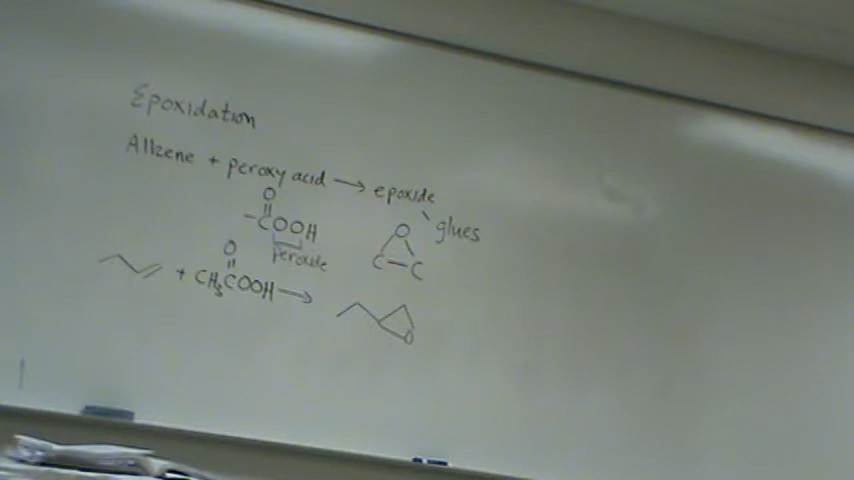 Epoxidation
Alkene + peroxy acid → epoxide
glues
O
-COOH
peroxide
O
C-C
O
+ CH₃COOH →
O